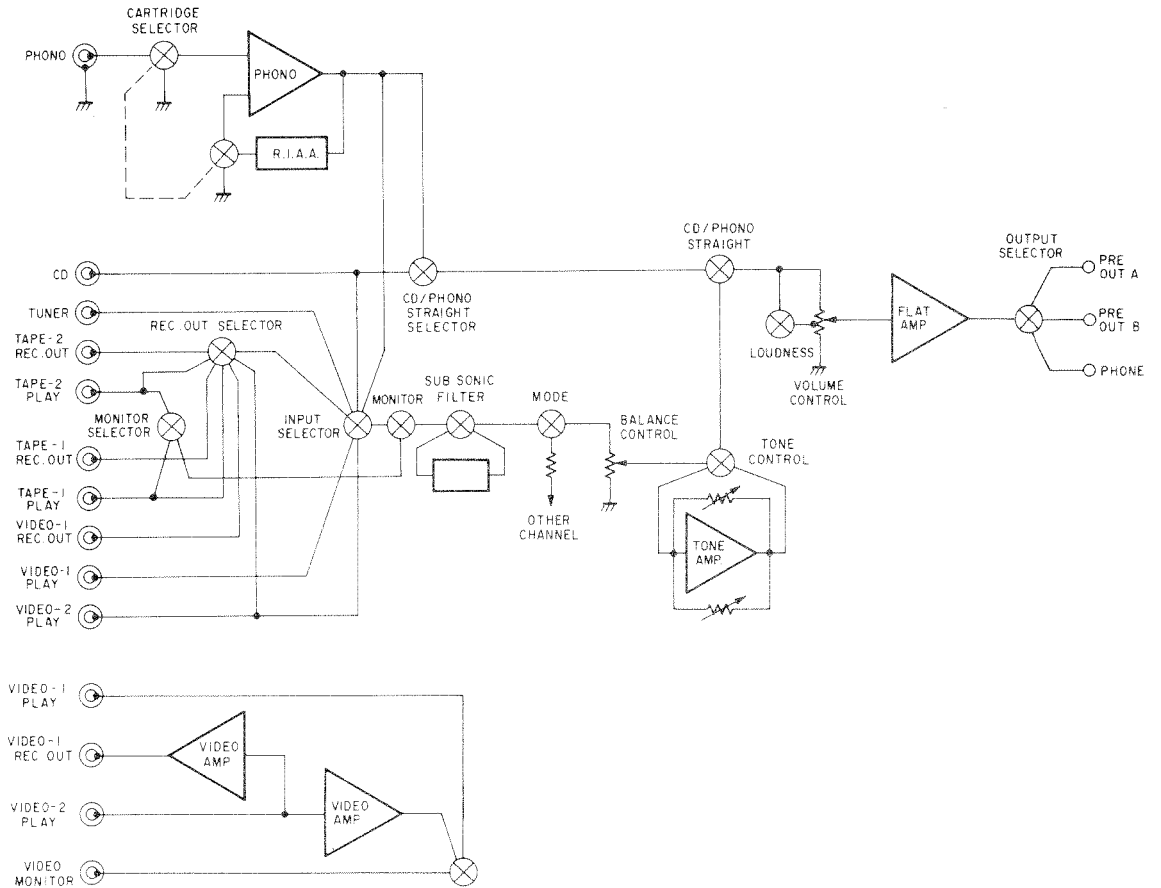 CARTRIDGE
SELECTOR
PHONO
PHONO
R.I.A.A.
CD
CD/PHONO
STRAIGHT
SELECTOR
CD/PHONO
STRAIGHT
OUTPUT
SELECTOR
PRE
OUT A
PRE
OUT B
PHONE
FLAT
AMP
LOUDNESS
VOLUME
CONTROL
TUNER
REC.OUT SELECTOR
TAPE-2
REC.OUT
TAPE-2
PLAY
MONITOR
SELECTOR
INPUT
SELECTOR
MONITOR
SUB SONIC
FILTER
MODE
BALANCE
CONTROL
TONE
CONTROL
TAPE-1
REC.OUT
TAPE-1
PLAY
OTHER
CHANNEL
TONE
AMP
VIDEO-1
REC.OUT
VIDEO-1
PLAY
VIDEO-2
PLAY
VIDEO-1
PLAY
VIDEO-1
REC OUT
VIDEO
AMP
VIDEO-2
PLAY
VIDEO
AMP
VIDEO
MONITOR